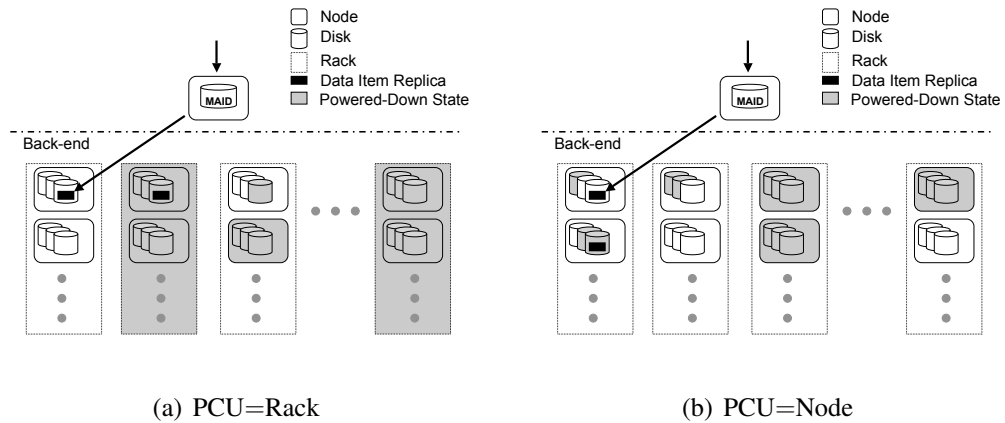 Node
Disk
Rack
Data Item Replica
Powered-Down State
MAID
Back-end
(a) PCU=Rack
Node
Disk
Rack
Data Item Replica
Powered-Down State
MAID
Back-end
(b) PCU=Node